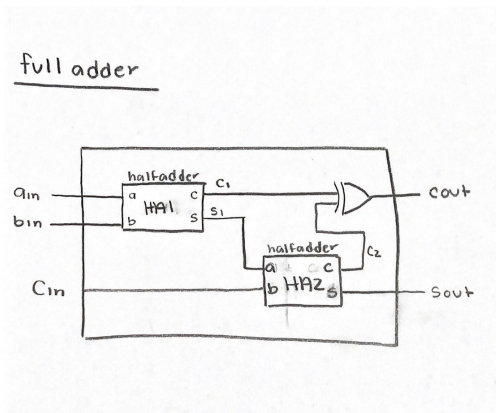 full adder
halfadder
ain
a
c
C1
cout
bin
b
HA1
S
S1
halfadder
C2
Cin
a
c
b
HA2
S
Sout